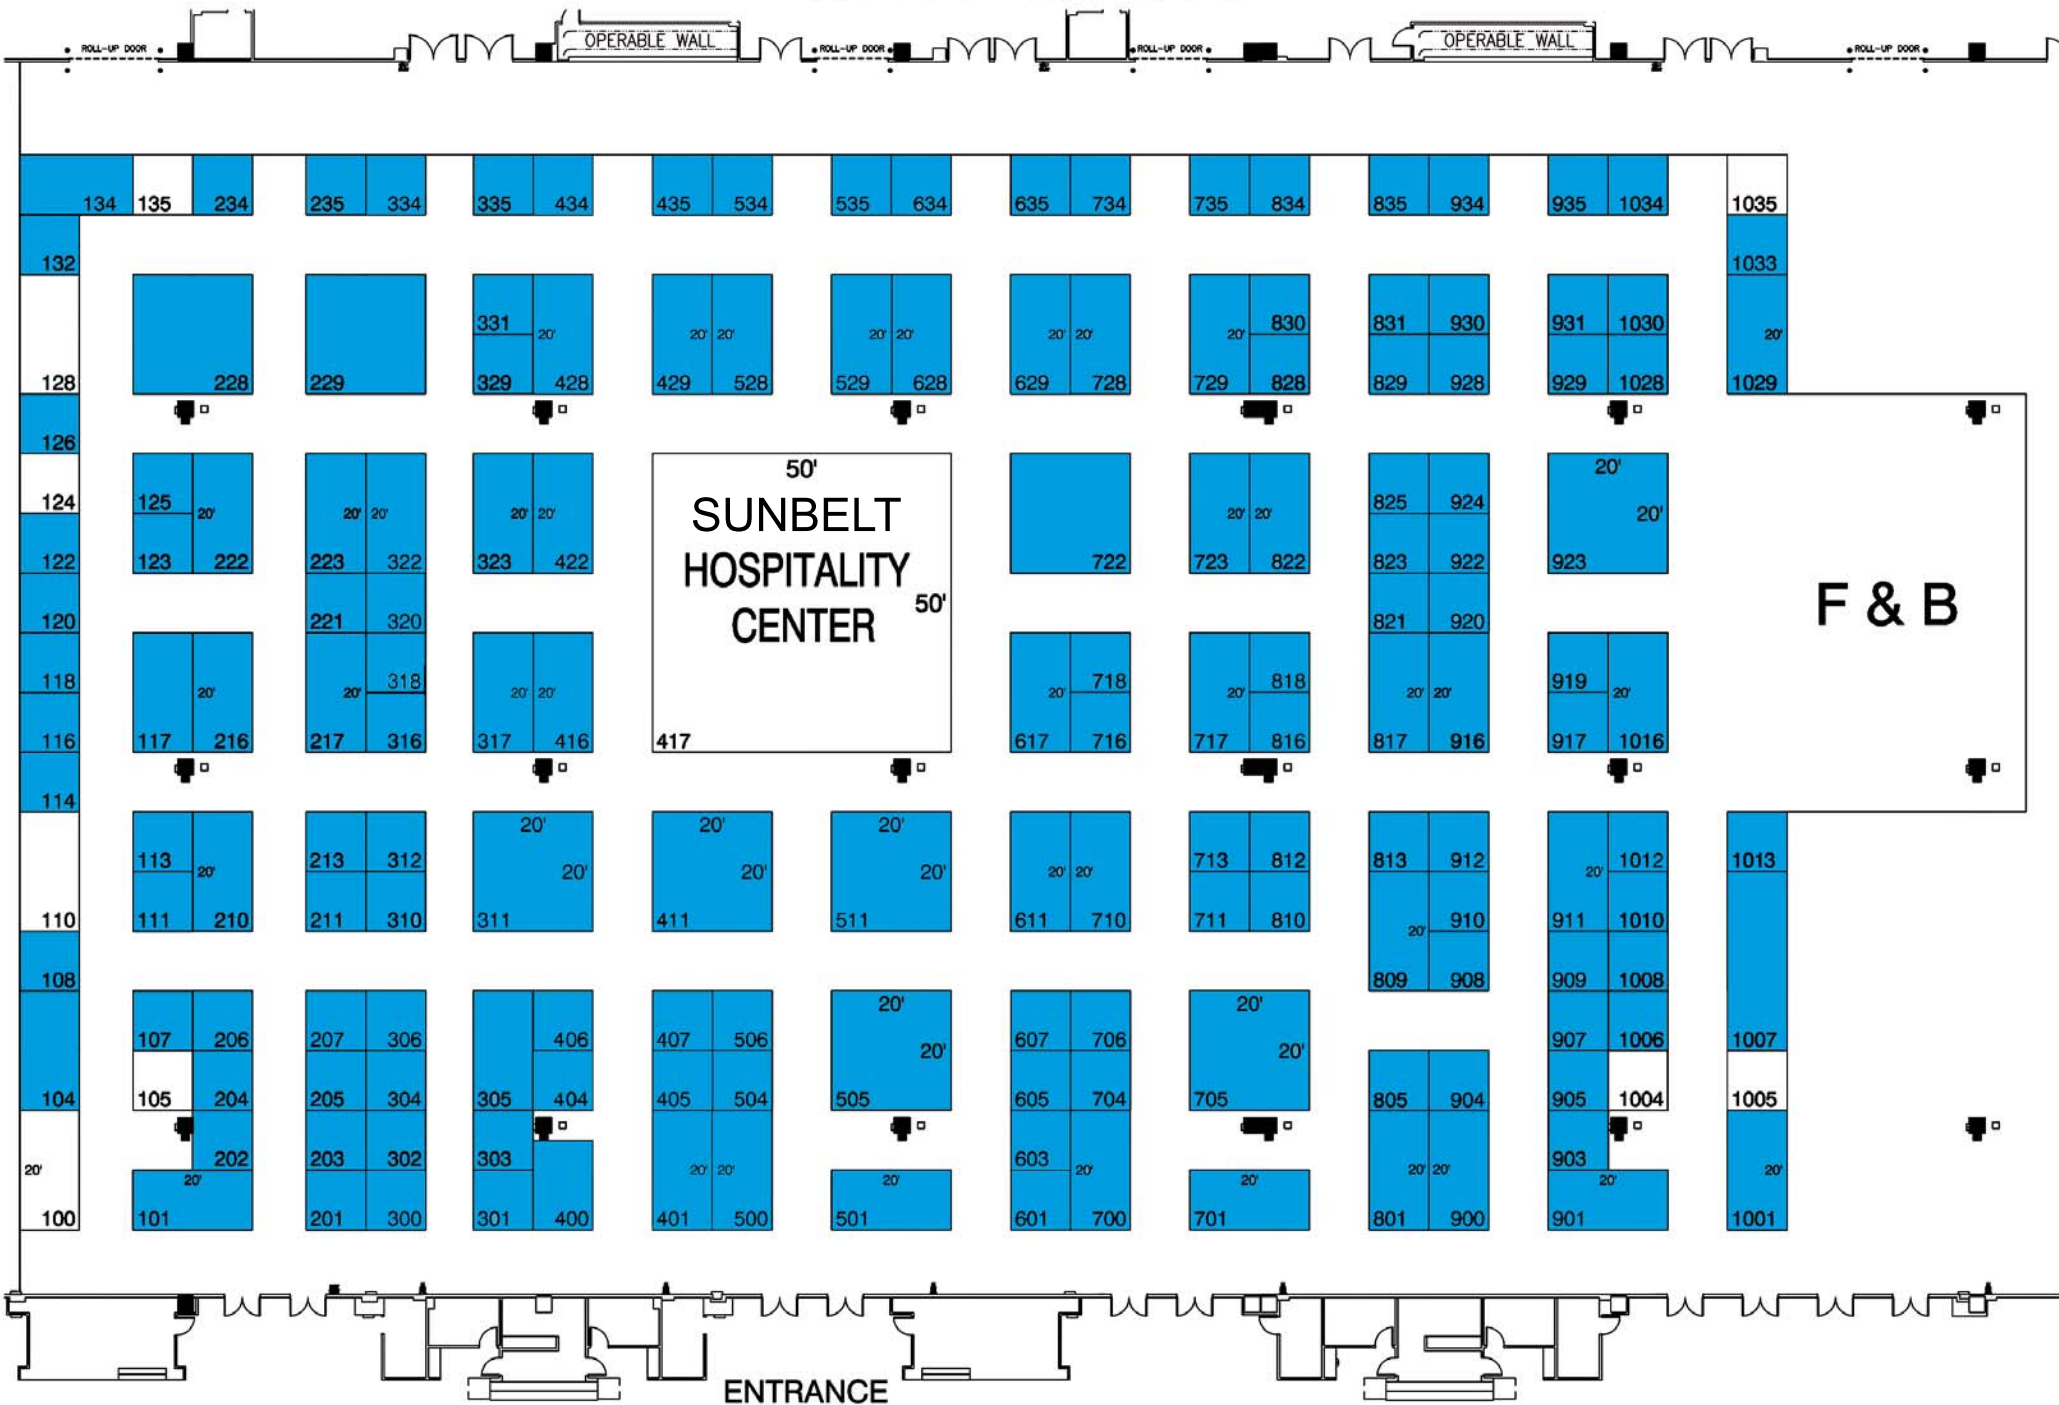 ROLL-UP DOOR OPERABLE WALL ROLL-UP DOOR ROLL-UP DOOR OPERABLE WALL ROLL-UP DOOR
134 135 234 235 334 335 434 435 534 535 634 635 734 735 834 835 934 935 1034 1035
132 1033
331 830 831 930 931 1030
20' 20' 20' 20' 20' 20' 20' 20' 20'
128 228 229 329 428 429 528 529 628 629 728 729 828 829 928 929 1028 1029
126
50' 20'
124 125 825 924
20' 20' 20' 20' 20' 20' 20' 20'
SUNBELT
122 123 222 223 322 323 422 722 723 822 823 922 923
HOSPITALITY
50'
F & B
120 221 320 821 920
CENTER
118 318 718 818 919
20' 20' 20' 20' 20' 20' 20' 20' 20'
116 117 216 217 316 317 416 417 617 716 717 816 817 916 917 1016
114
20' 20' 20'
113 213 312 713 812 813 912 1012 1013
20' 20' 20' 20' 20' 20' 20'
110 111 210 211 310 311 411 511 611 710 711 810 910 911 1010
20'
108 809 908 909 1008
20' 20'
107 206 207 306 406 407 506 607 706 907 1006 1007
20' 20'
104 105 204 205 304 305 404 405 504 505 605 704 705 805 904 905 1004 1005
202 203 302 303 603 903
20' 20' 20' 20' 20' 20' 20' 20'
20' 20' 20' 20'
100 101 201 300 301 400 401 500 501 601 700 701 801 900 901 1001
ENTRANCE